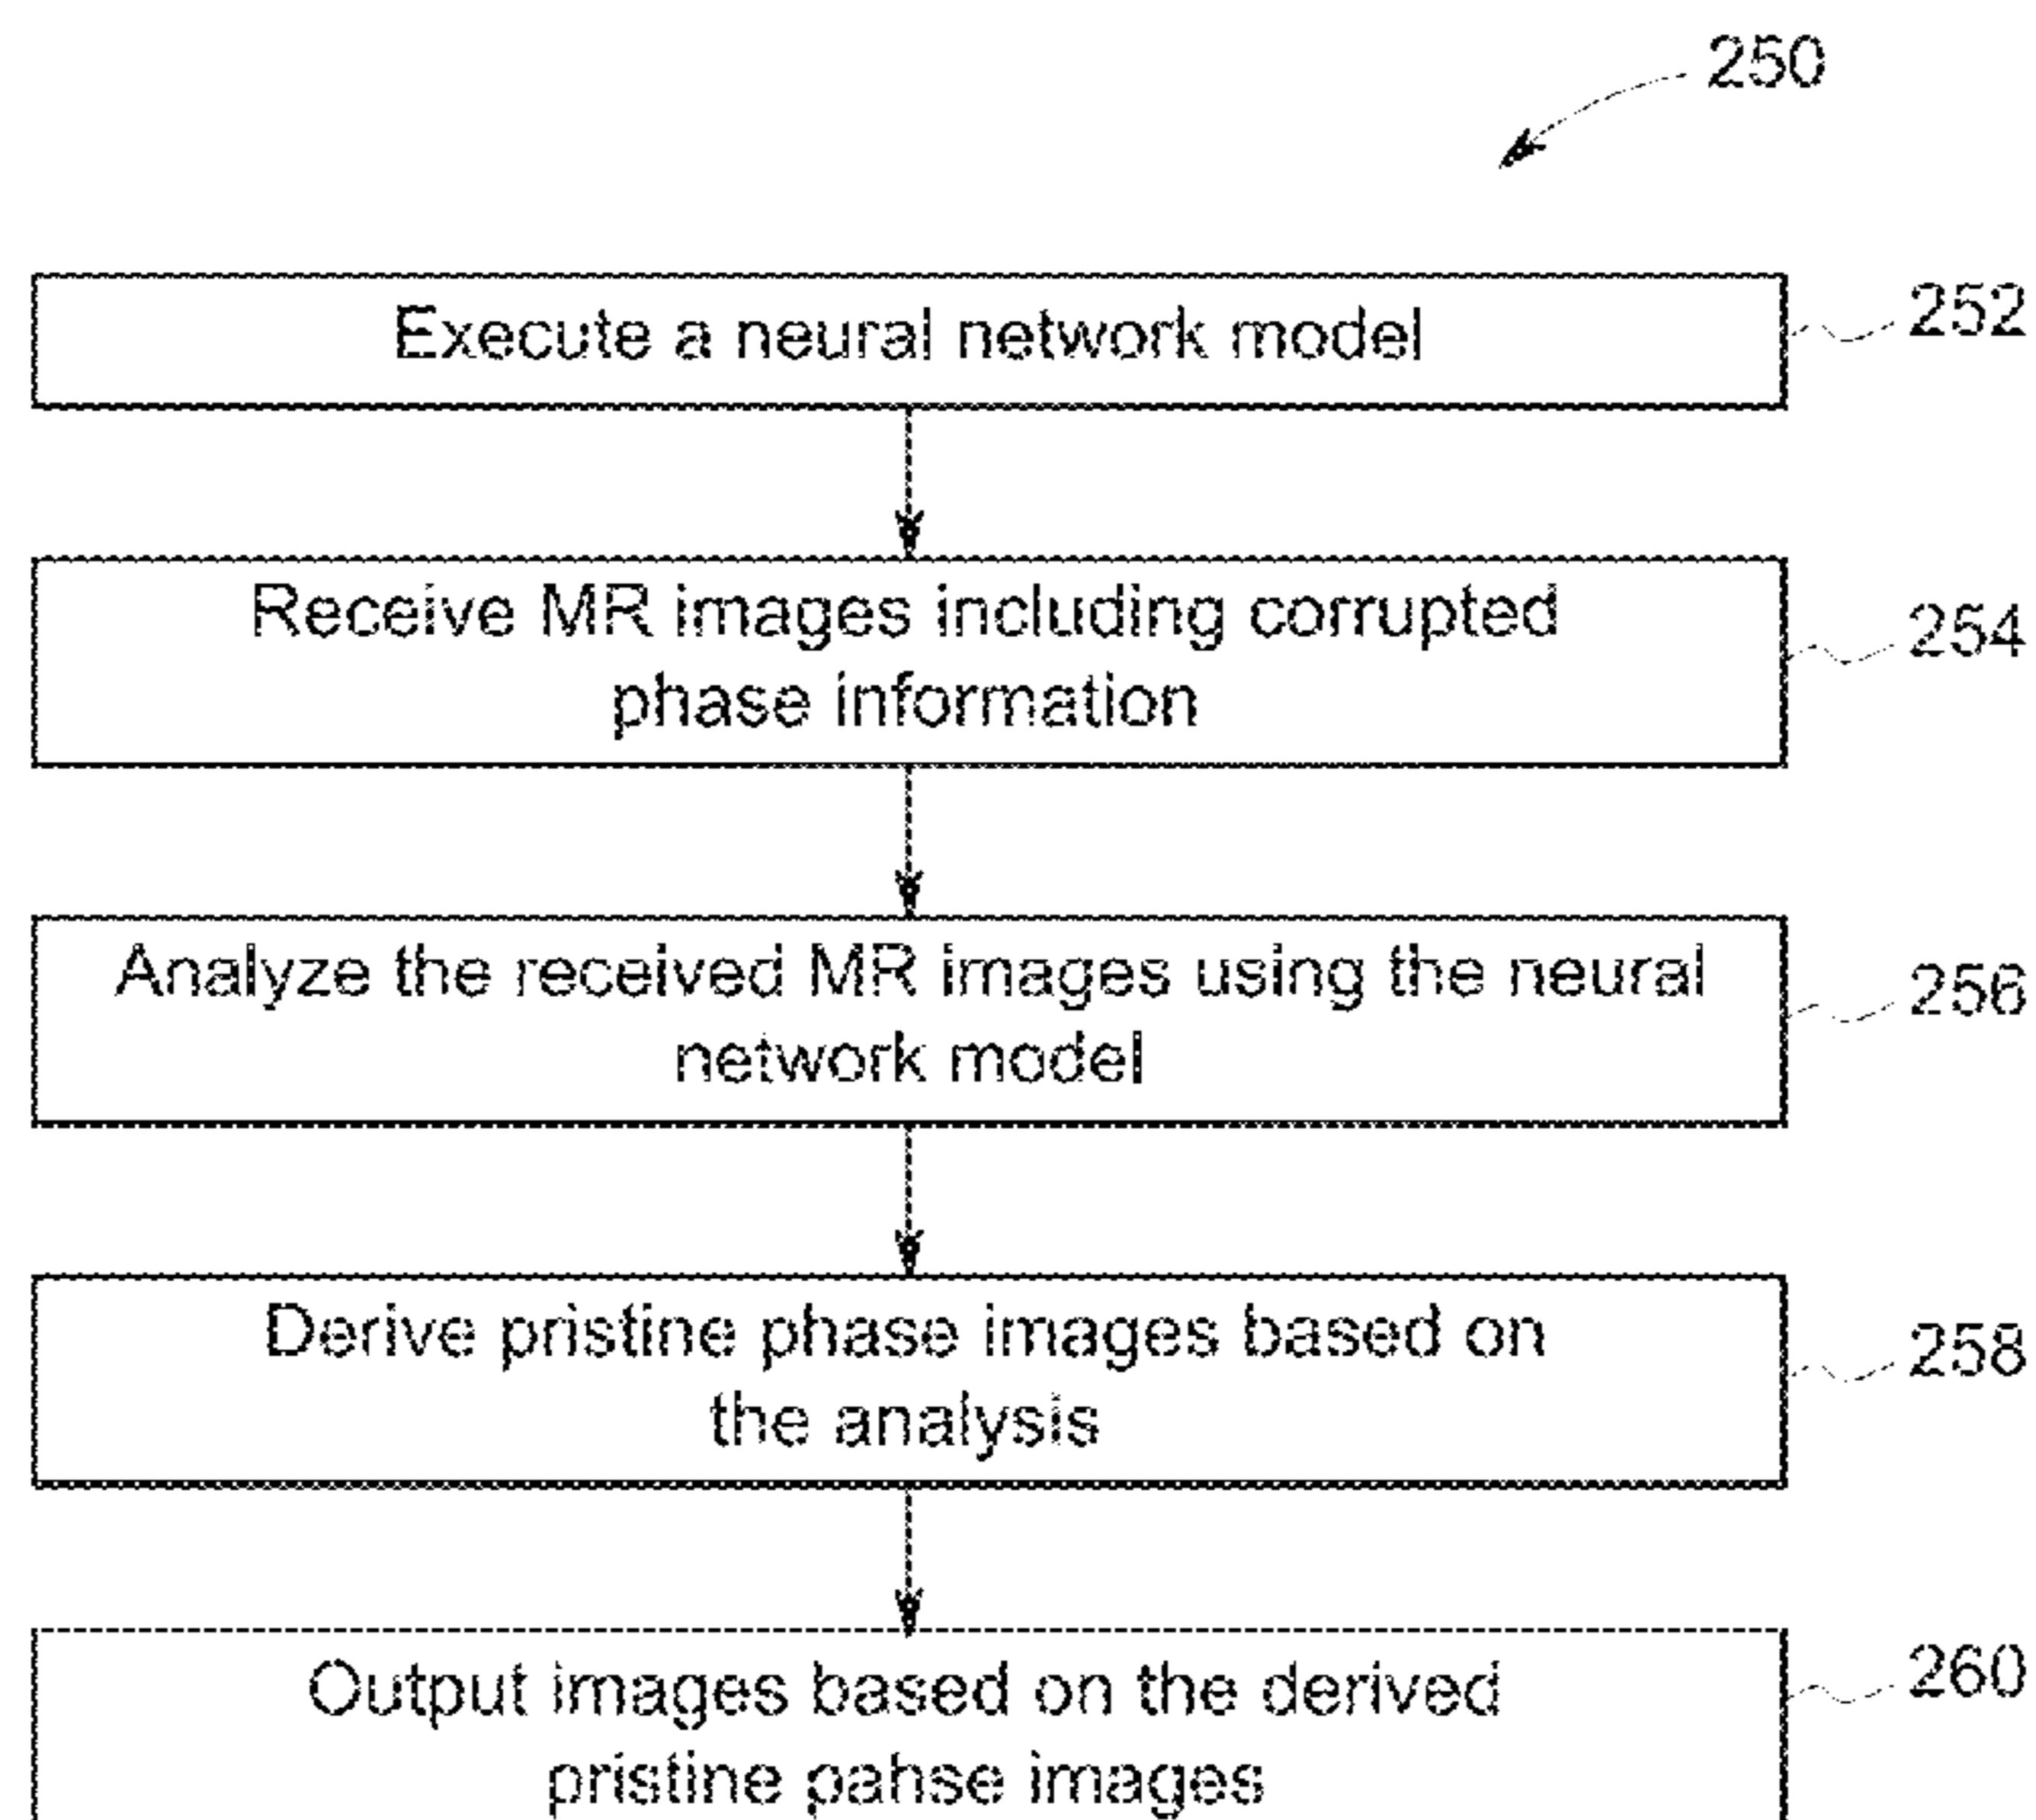 250
Execute a neural network model
252
Receive MR images including corrupted
phase information
254
Analyze the received MR images using the neural
network model
256
Derive pristine phase images based on
the analysis
258
Output images based on the derived
pristine pahse images
260